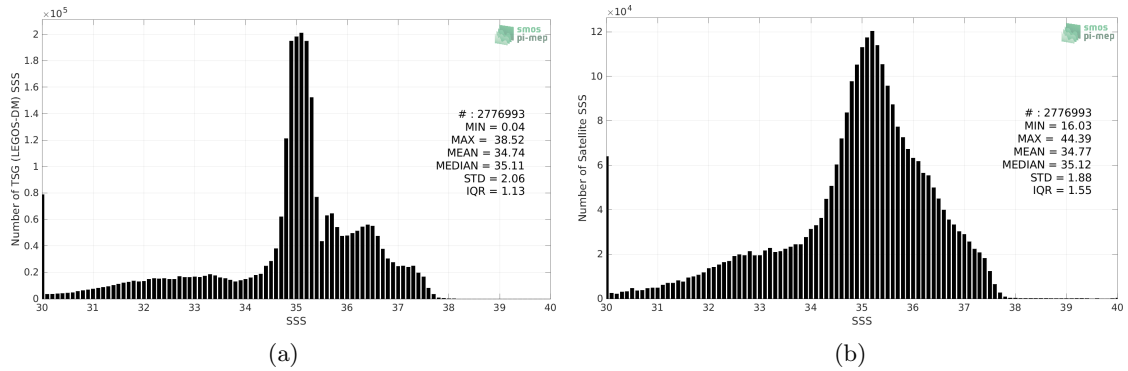 ×10^5
smos
pi-mep
2
1.8
1.6
1.4
1.2
1
0.8
0.6
0.4
0.2
0
Number of TSG (LEGOS-DM) SSS
# : 2776993
MIN = 0.04
MAX = 38.52
MEAN = 34.74
MEDIAN = 35.11
STD = 2.06
IQR = 1.13
30 31 32 33 34 35 36 37 38 39 40
SSS
(a)
×10^4
smos
pi-mep
12
10
8
6
4
2
0
Number of Satellite SSS
# : 2776993
MIN = 16.03
MAX = 44.39
MEAN = 34.77
MEDIAN = 35.12
STD = 1.88
IQR = 1.55
30 31 32 33 34 35 36 37 38 39 40
SSS
(b)